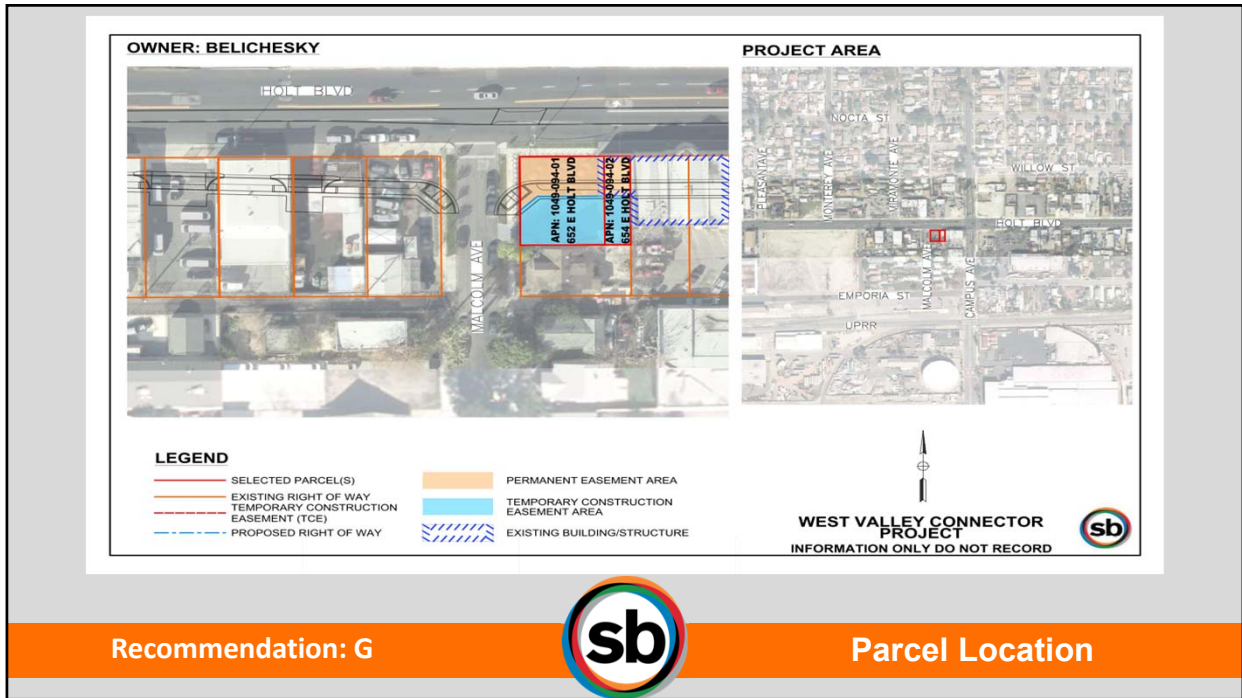 OWNER: BELICHESKY
HOLT BLVD
MALCOLM AVE
APN: 1049-094-01
652 E HOLT BLVD
APN: 1049-094-02
654 E HOLT BLVD
PROJECT AREA
NOCTA ST
WILLOW ST
PLEASANTAVE
MONTEREY AVE
MIRAMONTE AVE
HOLT BLVD
MALCOLM AVE
CAMPUS AVE
EMPORIA ST
UPRR
LEGEND
SELECTED PARCEL(S)
EXISTING RIGHT OF WAY
TEMPORARY CONSTRUCTION
EASEMENT (TCE)
PROPOSED RIGHT OF WAY
PERMANENT EASEMENT AREA
TEMPORARY CONSTRUCTION
EASEMENT AREA
EXISTING BUILDING/STRUCTURE
WEST VALLEY CONNECTOR
PROJECT
INFORMATION ONLY DO NOT RECORD
sb
Recommendation: G
sb
Parcel Location